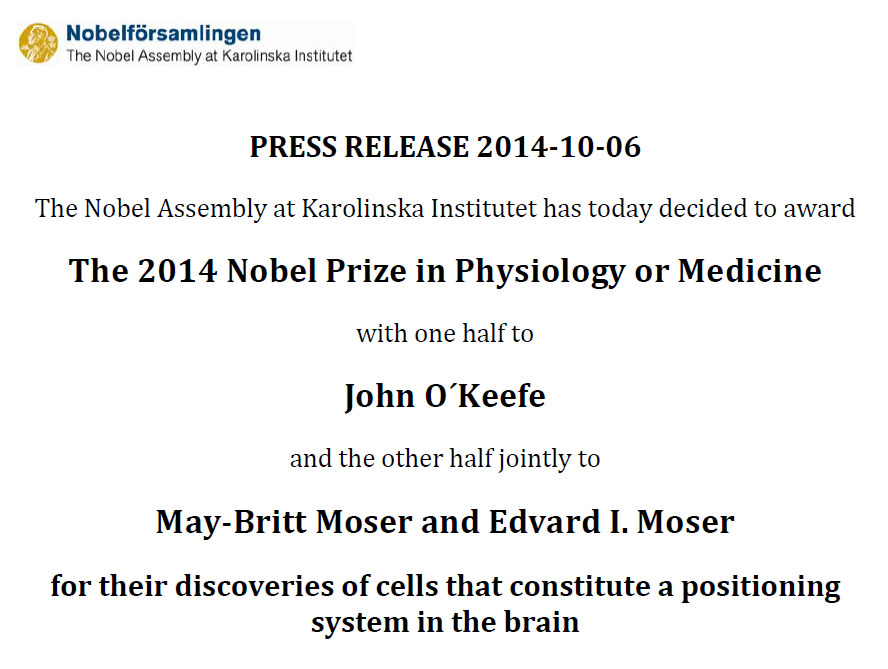 Nobelförsamlingen
The Nobel Assembly at Karolinska Institutet
PRESS RELEASE 2014-10-06
The Nobel Assembly at Karolinska Institutet has today decided to award
The 2014 Nobel Prize in Physiology or Medicine
with one half to
John O´Keefe
and the other half jointly to
May-Britt Moser and Edvard I. Moser
for their discoveries of cells that constitute a positioning
system in the brain